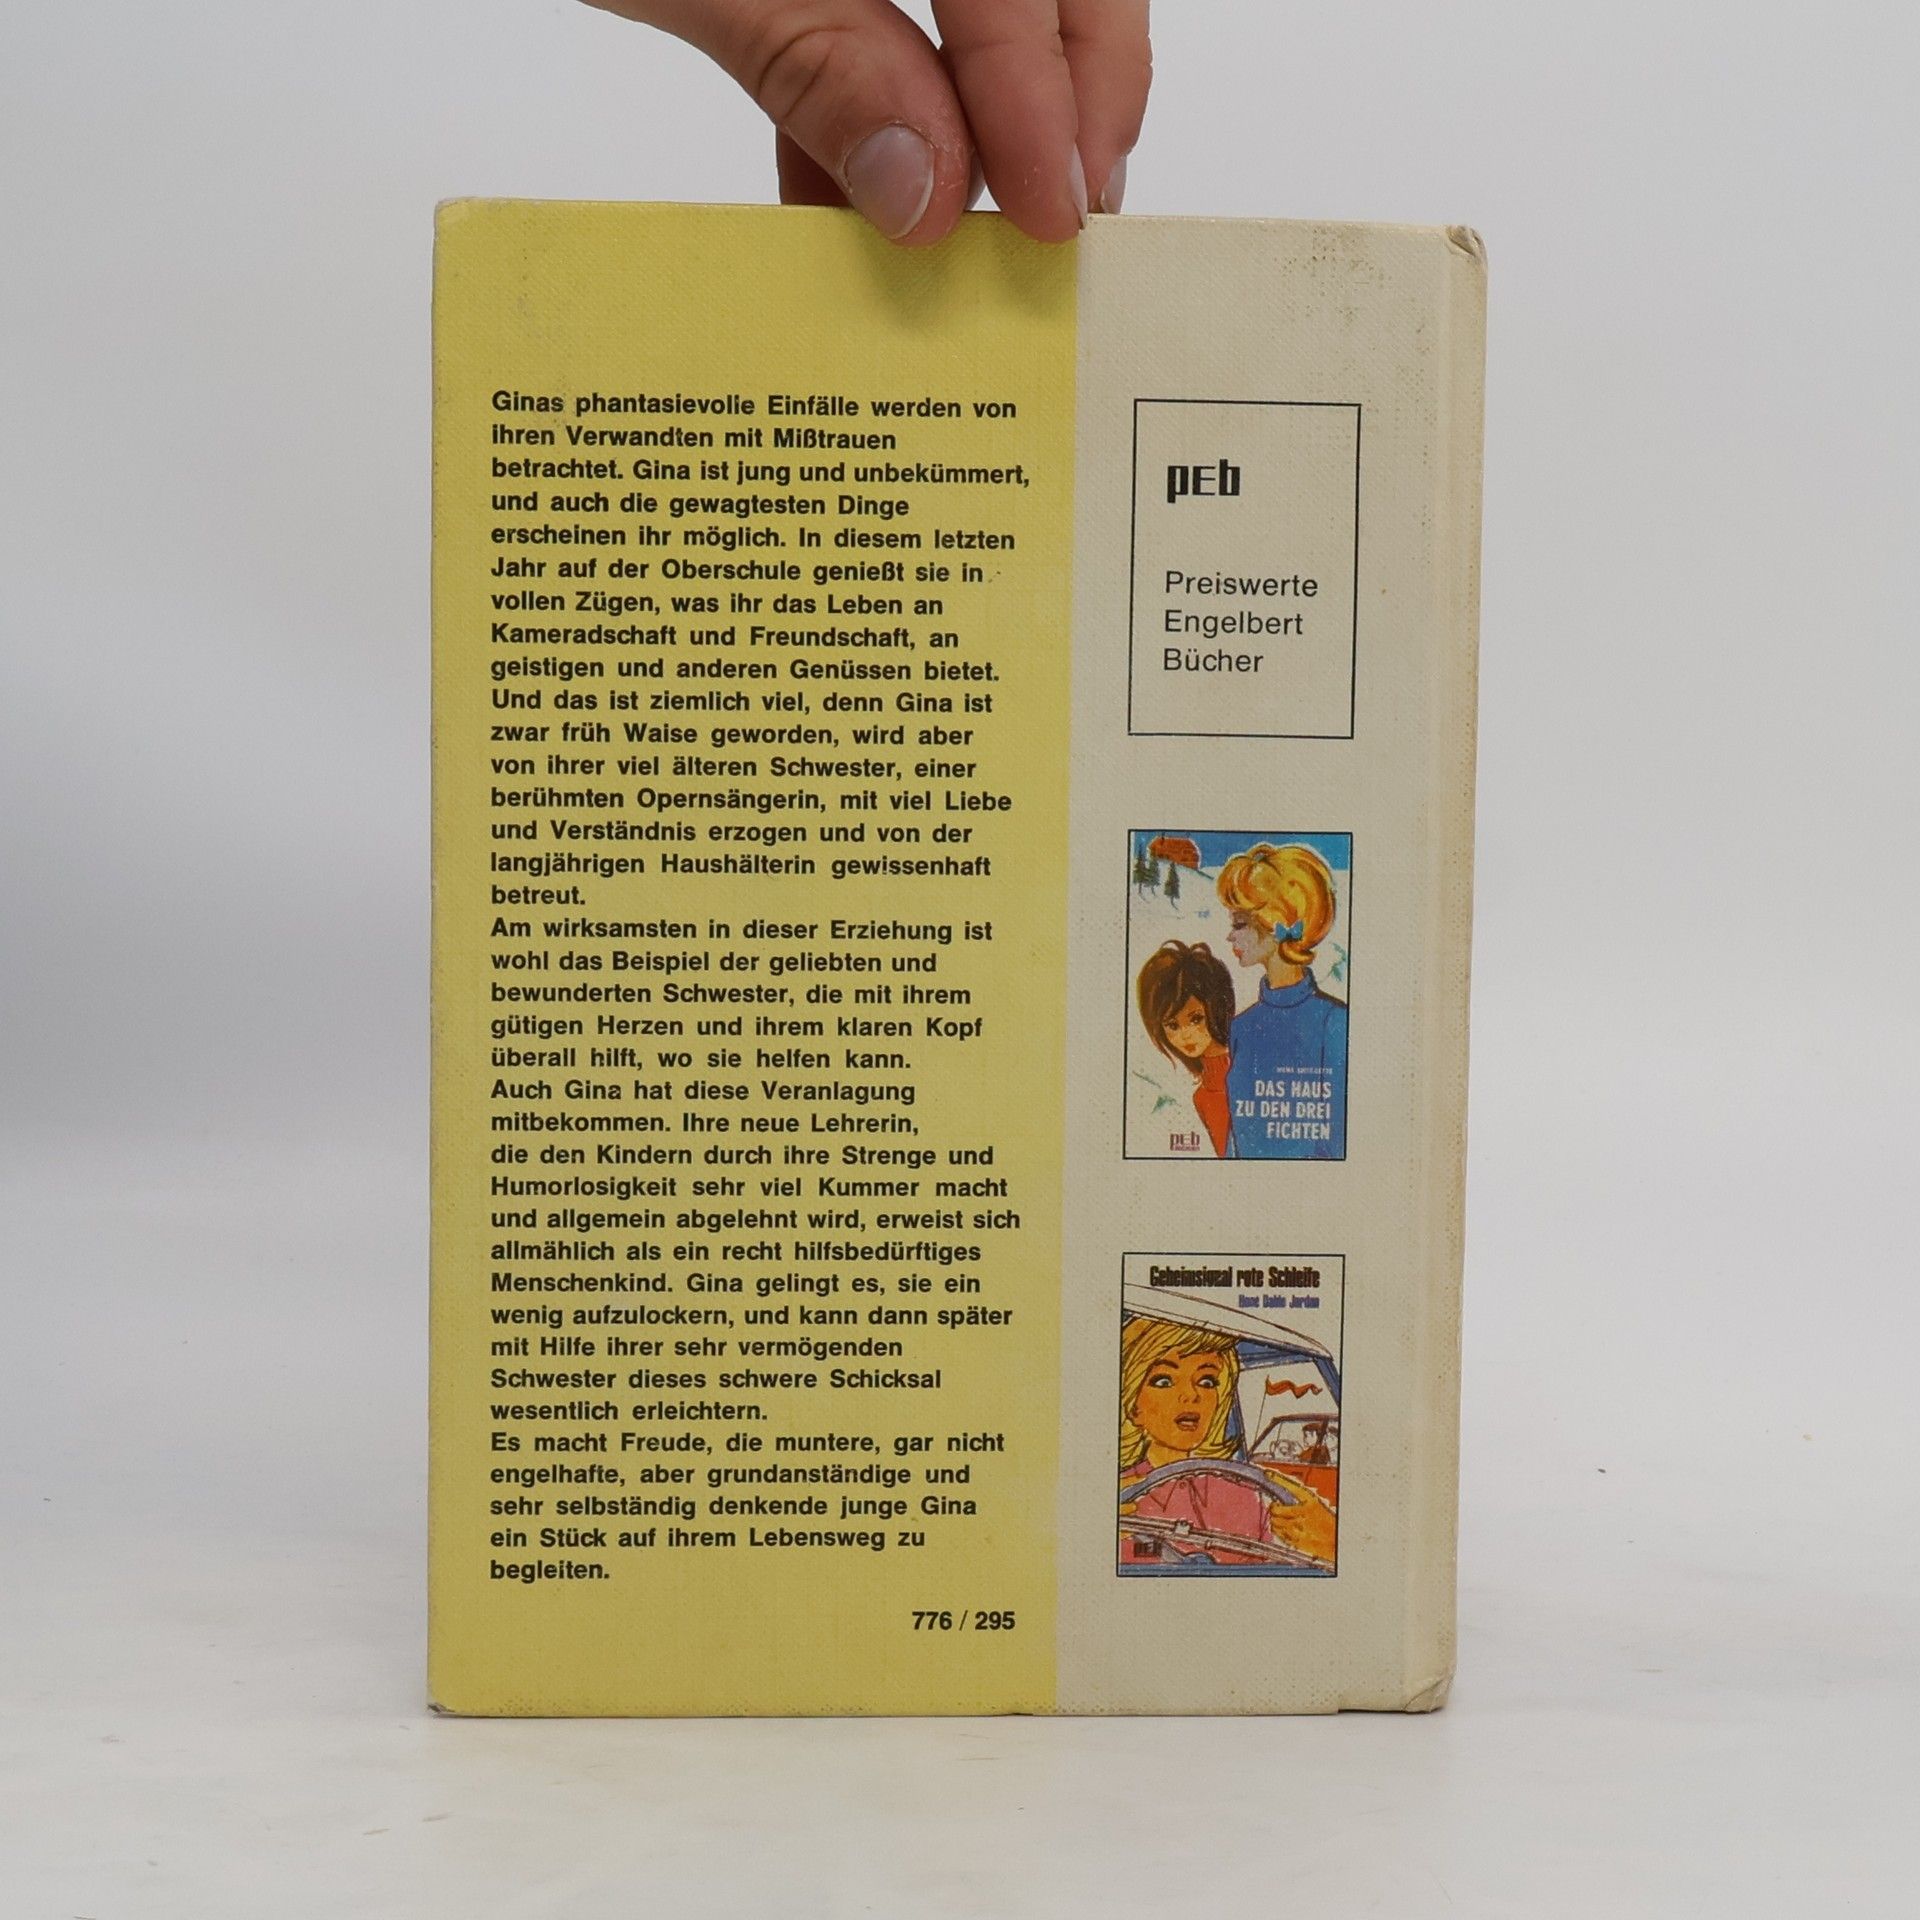 Ginas phantasievolle Einfälle werden von
ihren Verwandten mit Mißtrauen
betrachtet. Gina ist jung und unbekümmert,
und auch die gewagtesten Dinge
erscheinen ihr möglich. In diesem letzten
Jahr auf der Oberschule genießt sie in
vollen Zügen, was ihr das Leben an
Kameradschaft und Freundschaft, an
geistigen und anderen Genüssen bietet.
Und das ist ziemlich viel, denn Gina ist
zwar früh Waise geworden, wird aber
von ihrer viel älteren Schwester, einer
berühmten Opernsängerin, mit viel Liebe
und Verständnis erzogen und von der
langjährigen Haushälterin gewissenhaft
betreut.
Am wirksamsten in dieser Erziehung ist
wohl das Beispiel der geliebten und
bewunderten Schwester, die mit ihrem
gütigen Herzen und ihrem klaren Kopf
überall hilft, wo sie helfen kann.
Auch Gina hat diese Veranlagung
mitbekommen. Ihre neue Lehrerin,
die den Kindern durch ihre Strenge und
Humorlosigkeit sehr viel Kummer macht
und allgemein abgelehnt wird, erweist sich
allmählich als ein recht hilfsbedürftiges
Menschenkind. Gina gelingt es, sie ein
wenig aufzulockern, und kann dann später
mit Hilfe ihrer sehr vermögenden
Schwester dieses schwere Schicksal
wesentlich erleichtern.
Es macht Freude, die muntere, gar nicht
engelhafte, aber grundanständige und
sehr selbständig denkende junge Gina
ein Stück auf ihrem Lebensweg zu
begleiten.
776 / 295
peb
Preiswerte
Engelbert
Bücher
DAS HAUS
ZU DEN DREI
FICHTEN
peb
Geheimsignal rote Schleife
Jordan
peb